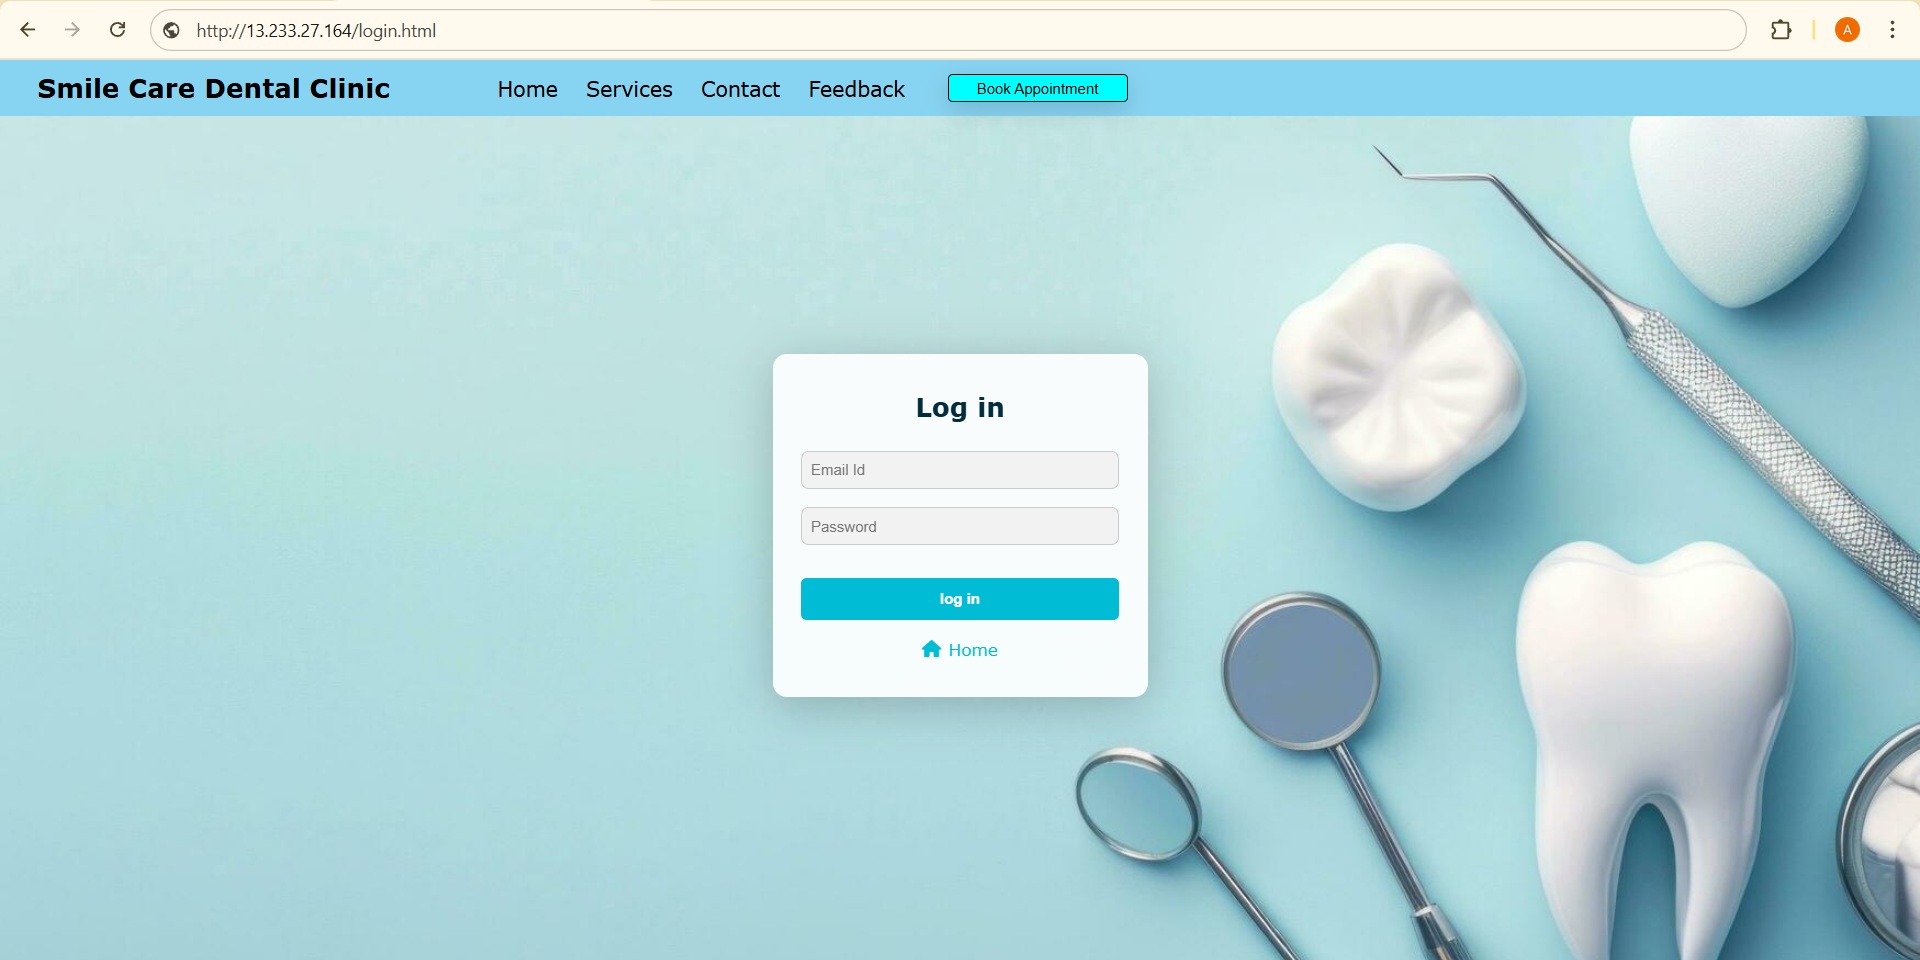 http://13.233.27.164/login.html
A
Smile Care Dental Clinic Home Services Contact Feedback Book Appointment
Log in
Email Id
Password
log in
Home